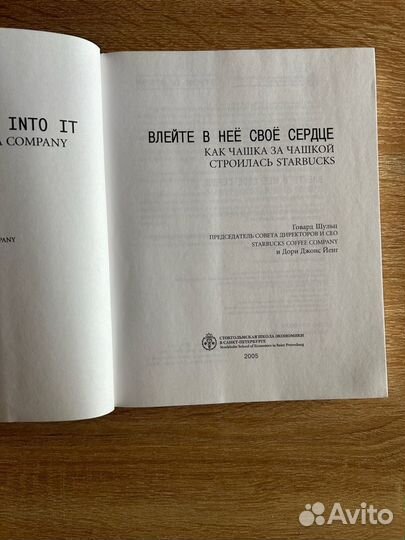 INTO IT
A COMPANY
PANY
ВЛЕЙТЕ В НЕЁ СВОЁ СЕРДЦЕ
КАК ЧАШКА ЗА ЧАШКОЙ
СТРОИЛАСЬ STARBUCKS
Говард Шульц
ПРЕДСЕДАТЕЛЬ СОВЕТА ДИРЕКТОРОВ И CEO
STARBUCKS COFFEE COMPANY
и Дори Джонс Йенг
СТОКГОЛЬМСКАЯ ШКОЛА ЭКОНОМИКИ
В САНКТ-ПЕТЕРБУРГЕ
Stockholm School of Economics in Saint Petersburg
2005
Avito